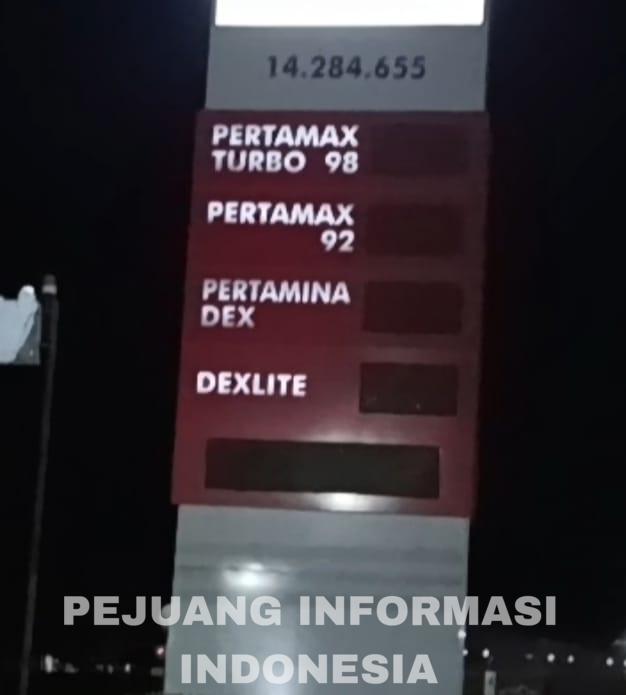 14.284.655
PERTAMAX
TURBO 98
PERTAMAX
92
PERTAMINA
DEX
DEXLITE
PEJUANG INFORMASI
INDONESIA